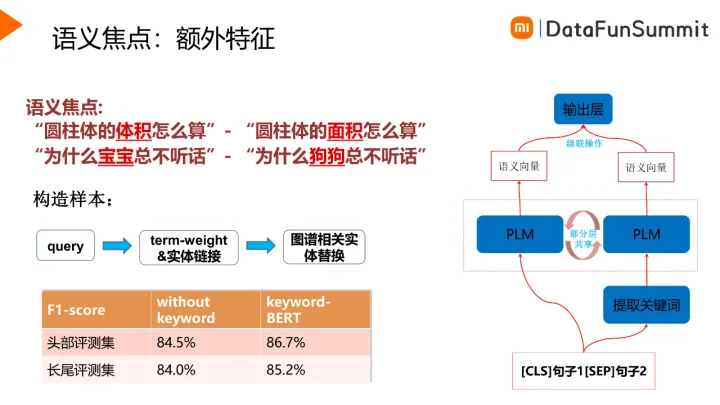 语义焦点：额外特征
mi
DataFunSummit
语义焦点:
“圆柱体的体积怎么算” - “圆柱体的面积怎么算”
“为什么宝宝总不听话” - “为什么狗狗总不听话”
构造样本：
query
term-weight
&实体链接
图谱相关实
体替换
F1-score
without
keyword
keyword-
BERT
头部评测集 84.5% 86.7%
长尾评测集 84.0% 85.2%
输出层
级联操作
语义向量
语义向量
PLM
部分层
共享
PLM
提取关键词
[CLS]句子1[SEP]句子2